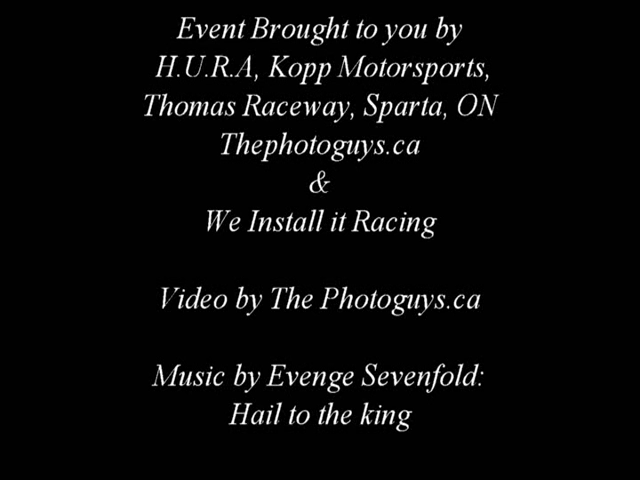 Event Brought to you by
H.U.R.A, Kopp Motorsports,
Thomas Raceway, Sparta, ON
Thephotoguys.ca
&
We Install it Racing
Video by The Photoguys.ca
Music by Evenge Sevenfold:
Hail to the king